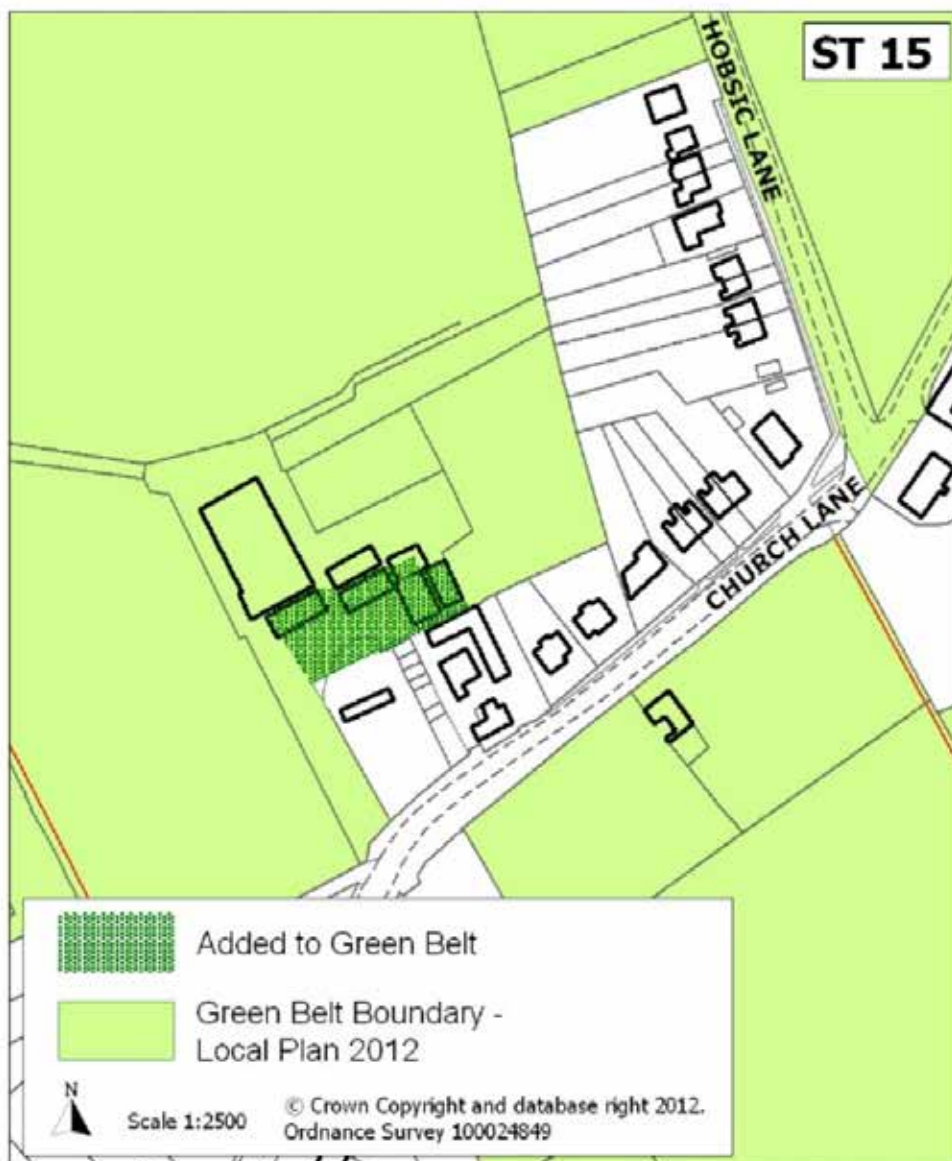 ST 15
HOBSIC LANE
CHURCH LANE
Added to Green Belt
Green Belt Boundary -
Local Plan 2012
N
Scale 1:2500
© Crown Copyright and database right 2012.
Ordnance Survey 100024849